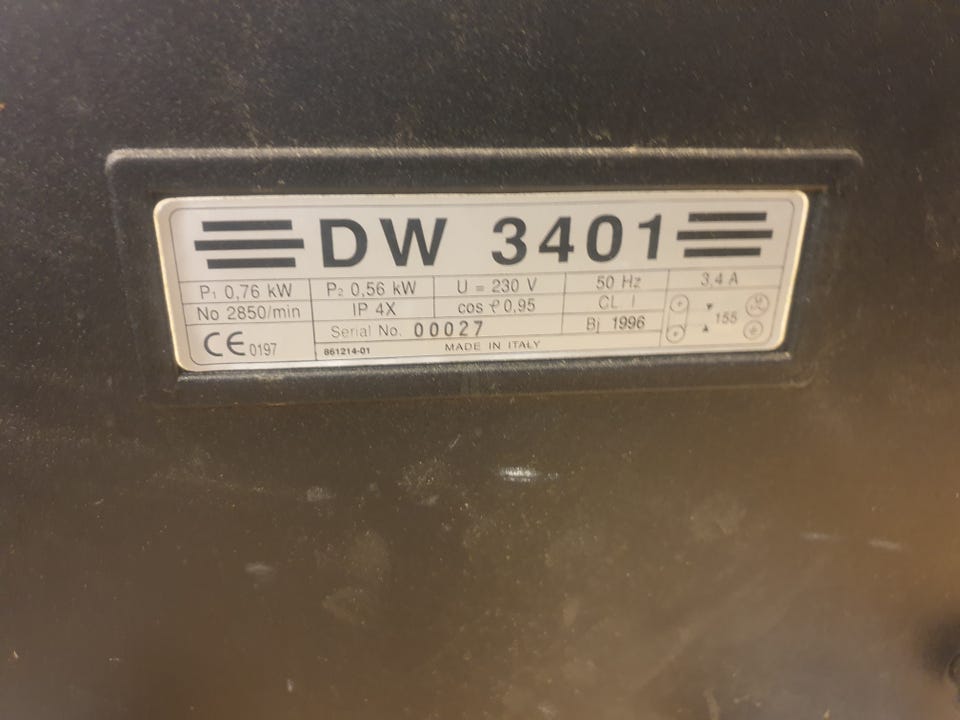 DW 3401
P₁ 0,76 kW P₂ 0,56 kW U = 230 V 50 Hz 3,4 A
No 2850/min IP 4X cos φ 0,95 CL I
Serial No. 00027 Bj 1996 155
CE 0197 861214-01 MADE IN ITALY